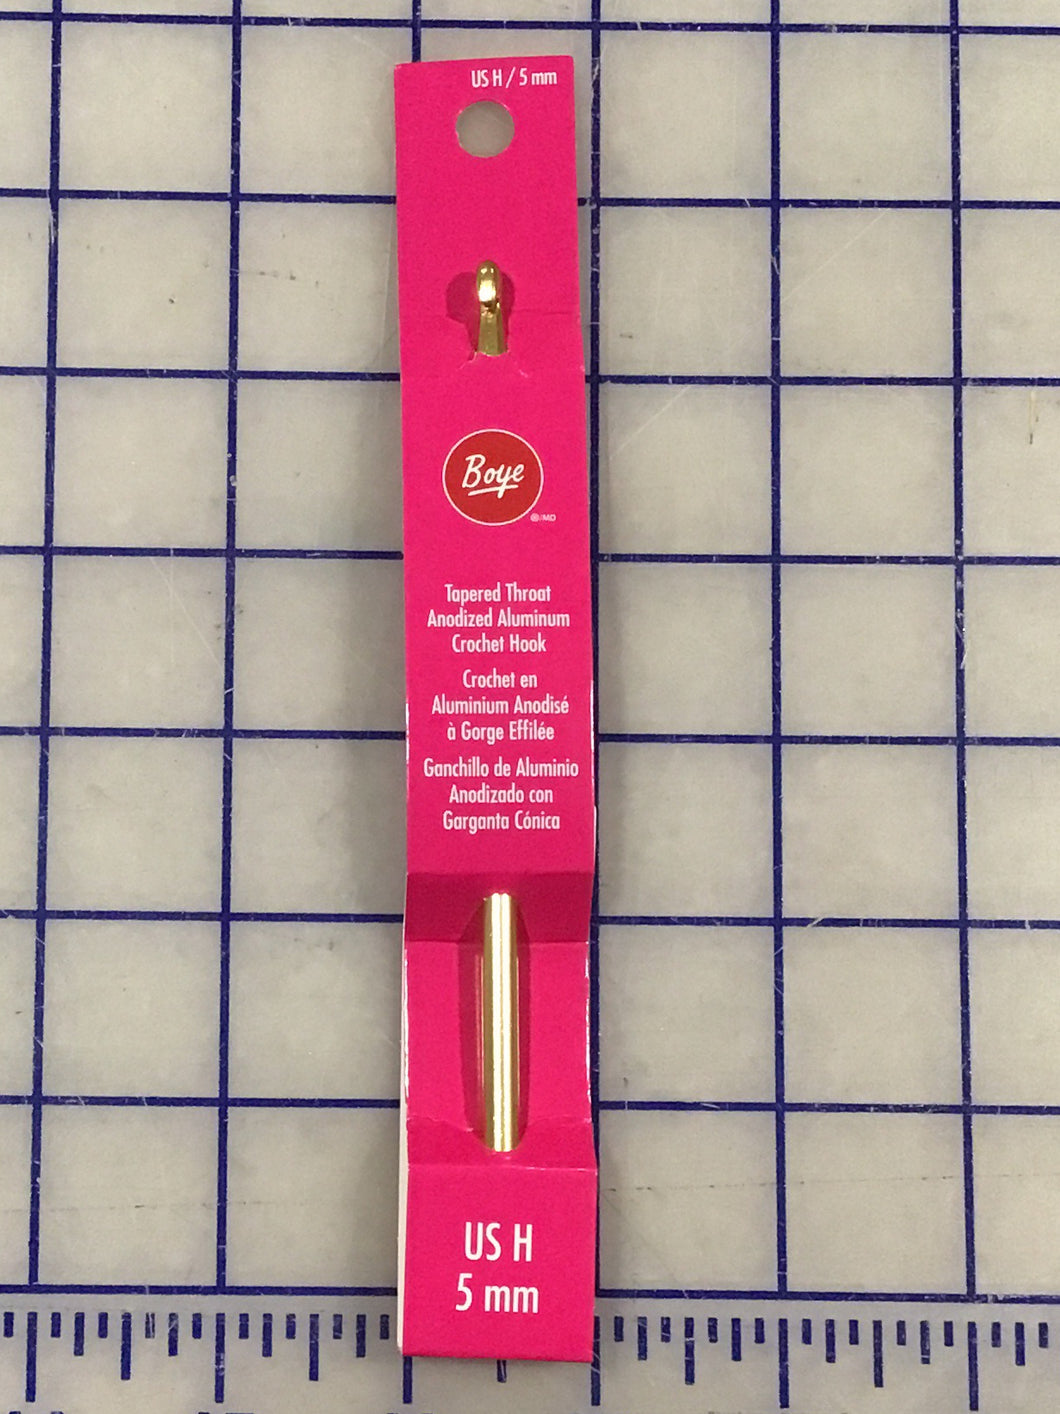 US H / 5 mm
Boye
®/MD
Tapered Throat
Anodized Aluminum
Crochet Hook
Crochet en
Aluminium Anodisé
à Gorge Effilée
Ganchillo de Aluminio
Anodizado con
Garganta Cónica
US H
5 mm